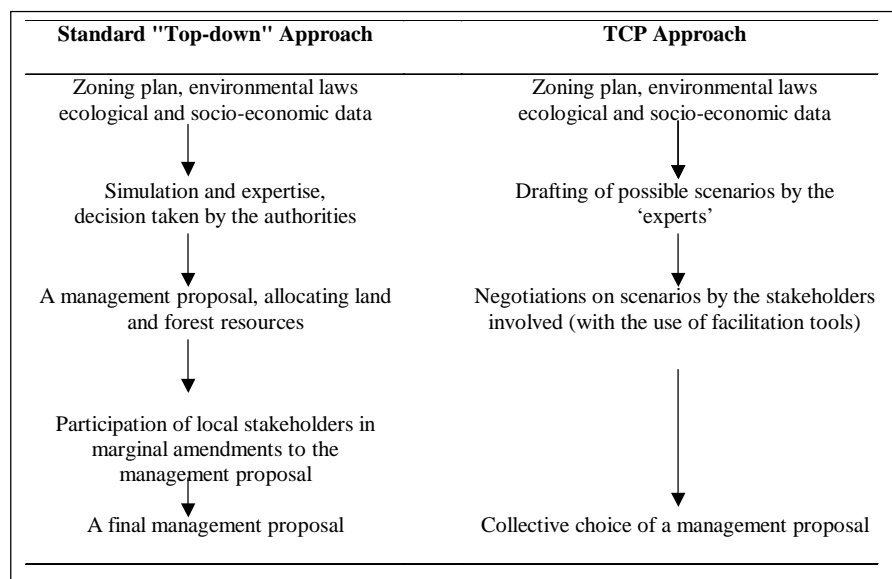 Standard "Top-down" Approach
TCP Approach
Zoning plan, environmental laws
ecological and socio-economic data
Zoning plan, environmental laws
ecological and socio-economic data
Simulation and expertise,
decision taken by the authorities
Drafting of possible scenarios by the
‘experts’
A management proposal, allocating land
and forest resources
Negotiations on scenarios by the stakeholders
involved (with the use of facilitation tools)
Participation of local stakeholders in
marginal amendments to the
management proposal
A final management proposal
Collective choice of a management proposal